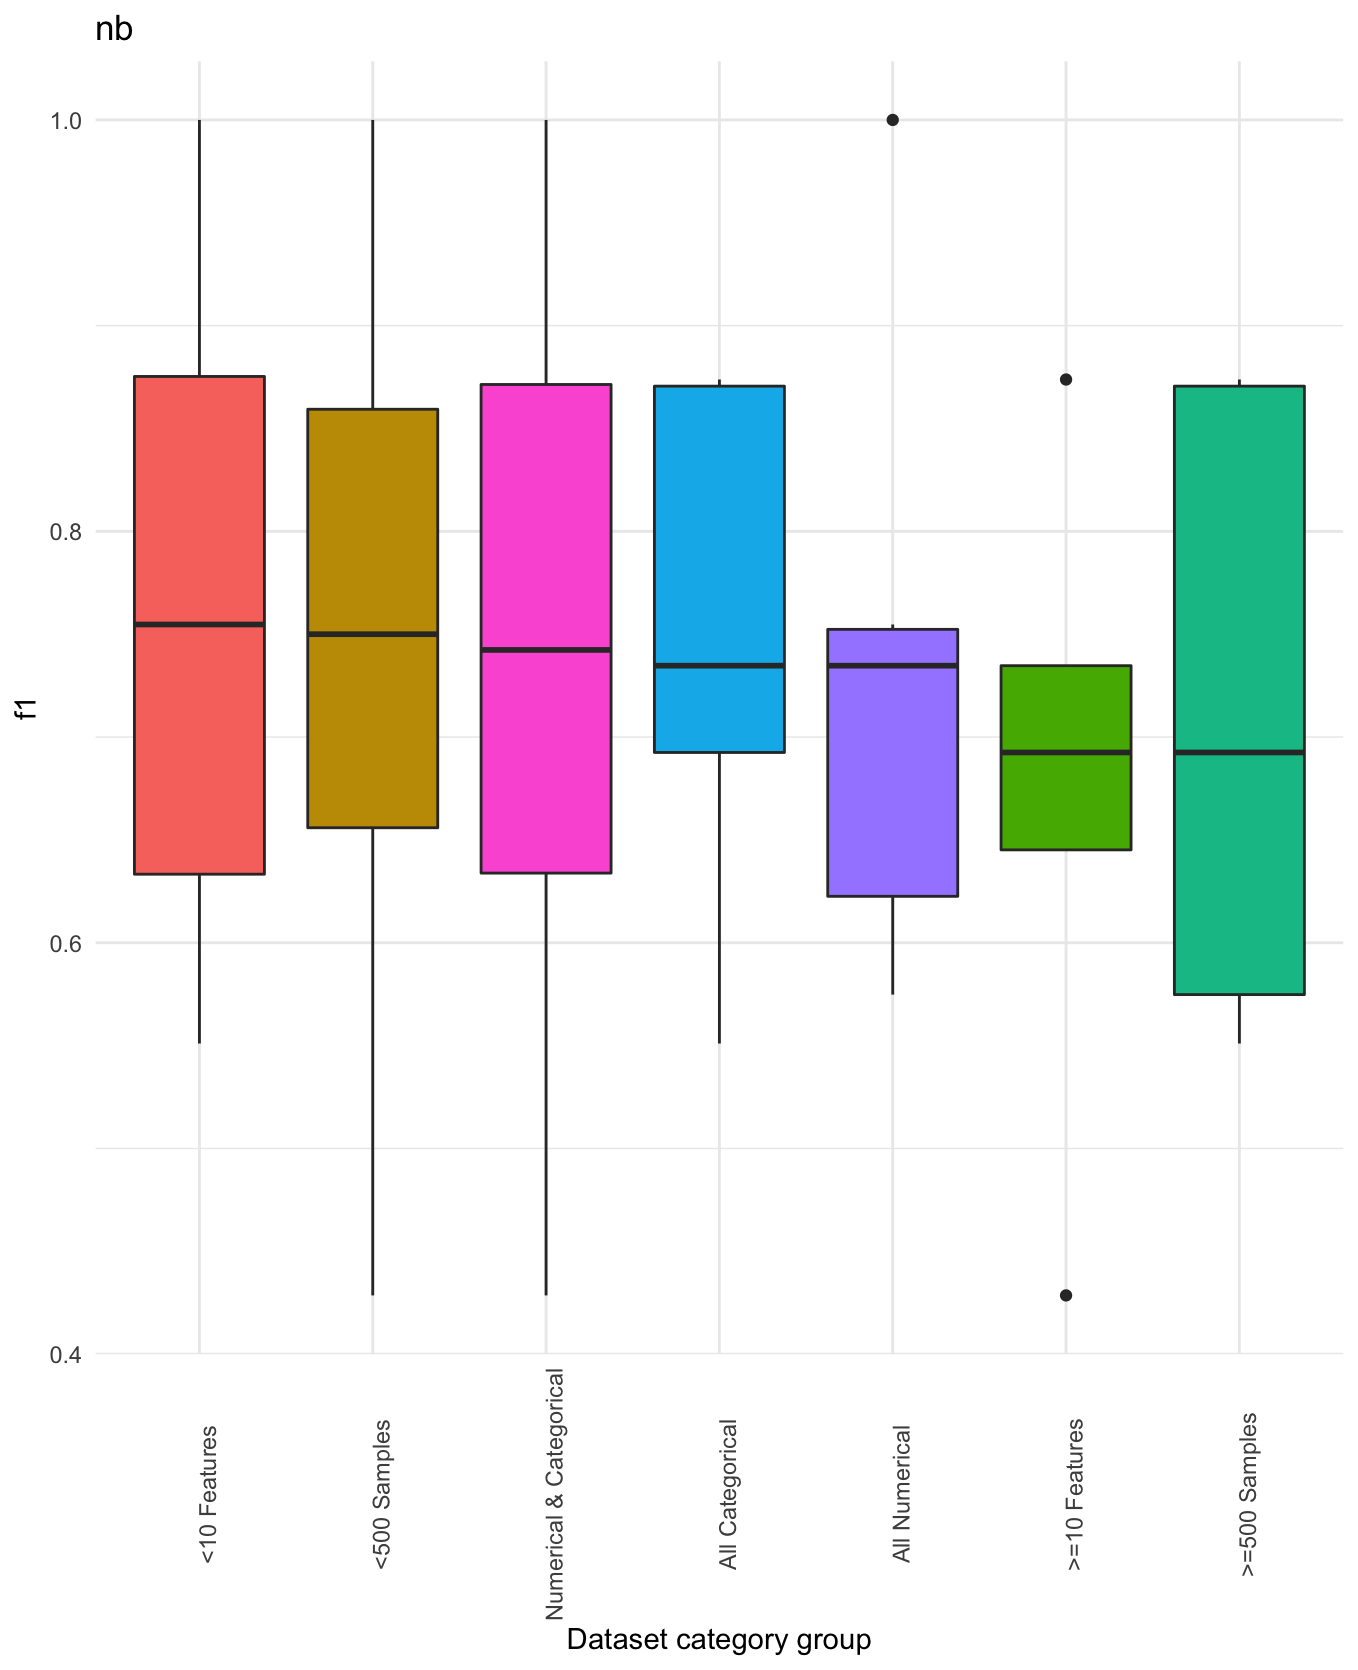 nb
1.0
0.8
0.6
0.4
f1
<10 Features
<500 Samples
Numerical & Categorical
All Categorical
All Numerical
>=10 Features
>=500 Samples
Dataset category group